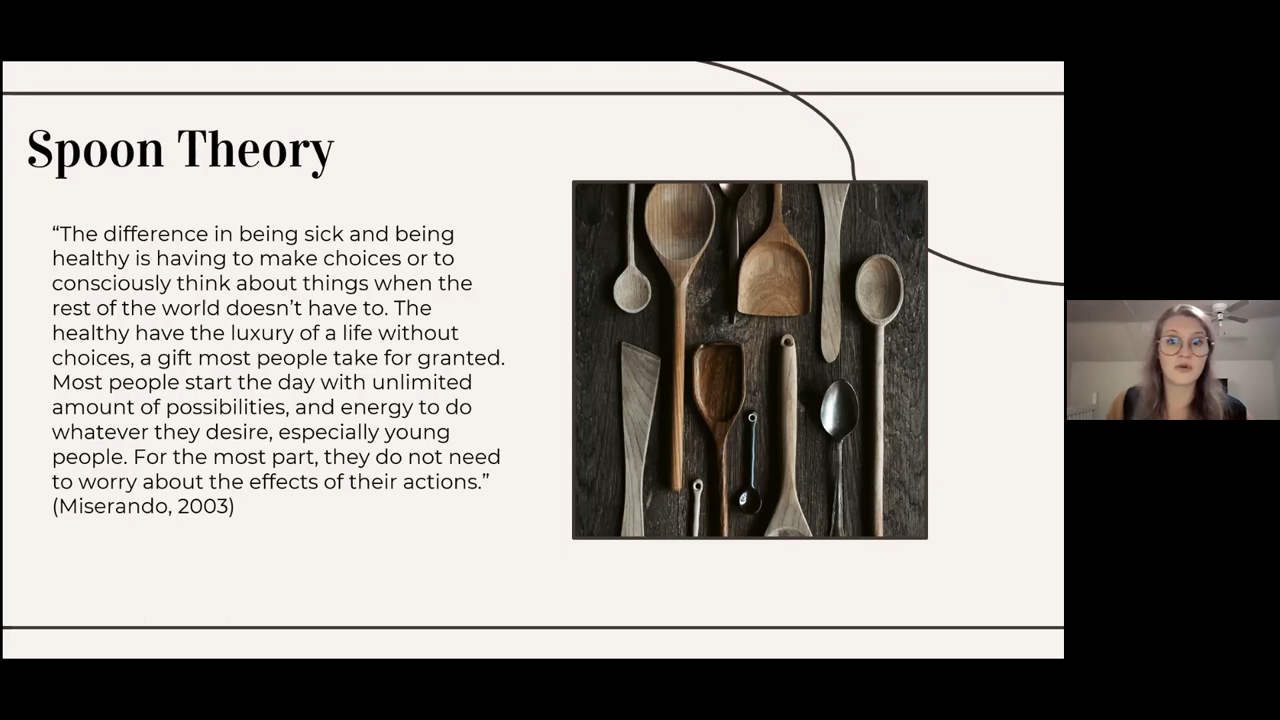 Spoon Theory
“The difference in being sick and being
healthy is having to make choices or to
consciously think about things when the
rest of the world doesn’t have to. The
healthy have the luxury of a life without
choices, a gift most people take for granted.
Most people start the day with unlimited
amount of possibilities, and energy to do
whatever they desire, especially young
people. For the most part, they do not need
to worry about the effects of their actions.”
(Miserando, 2003)